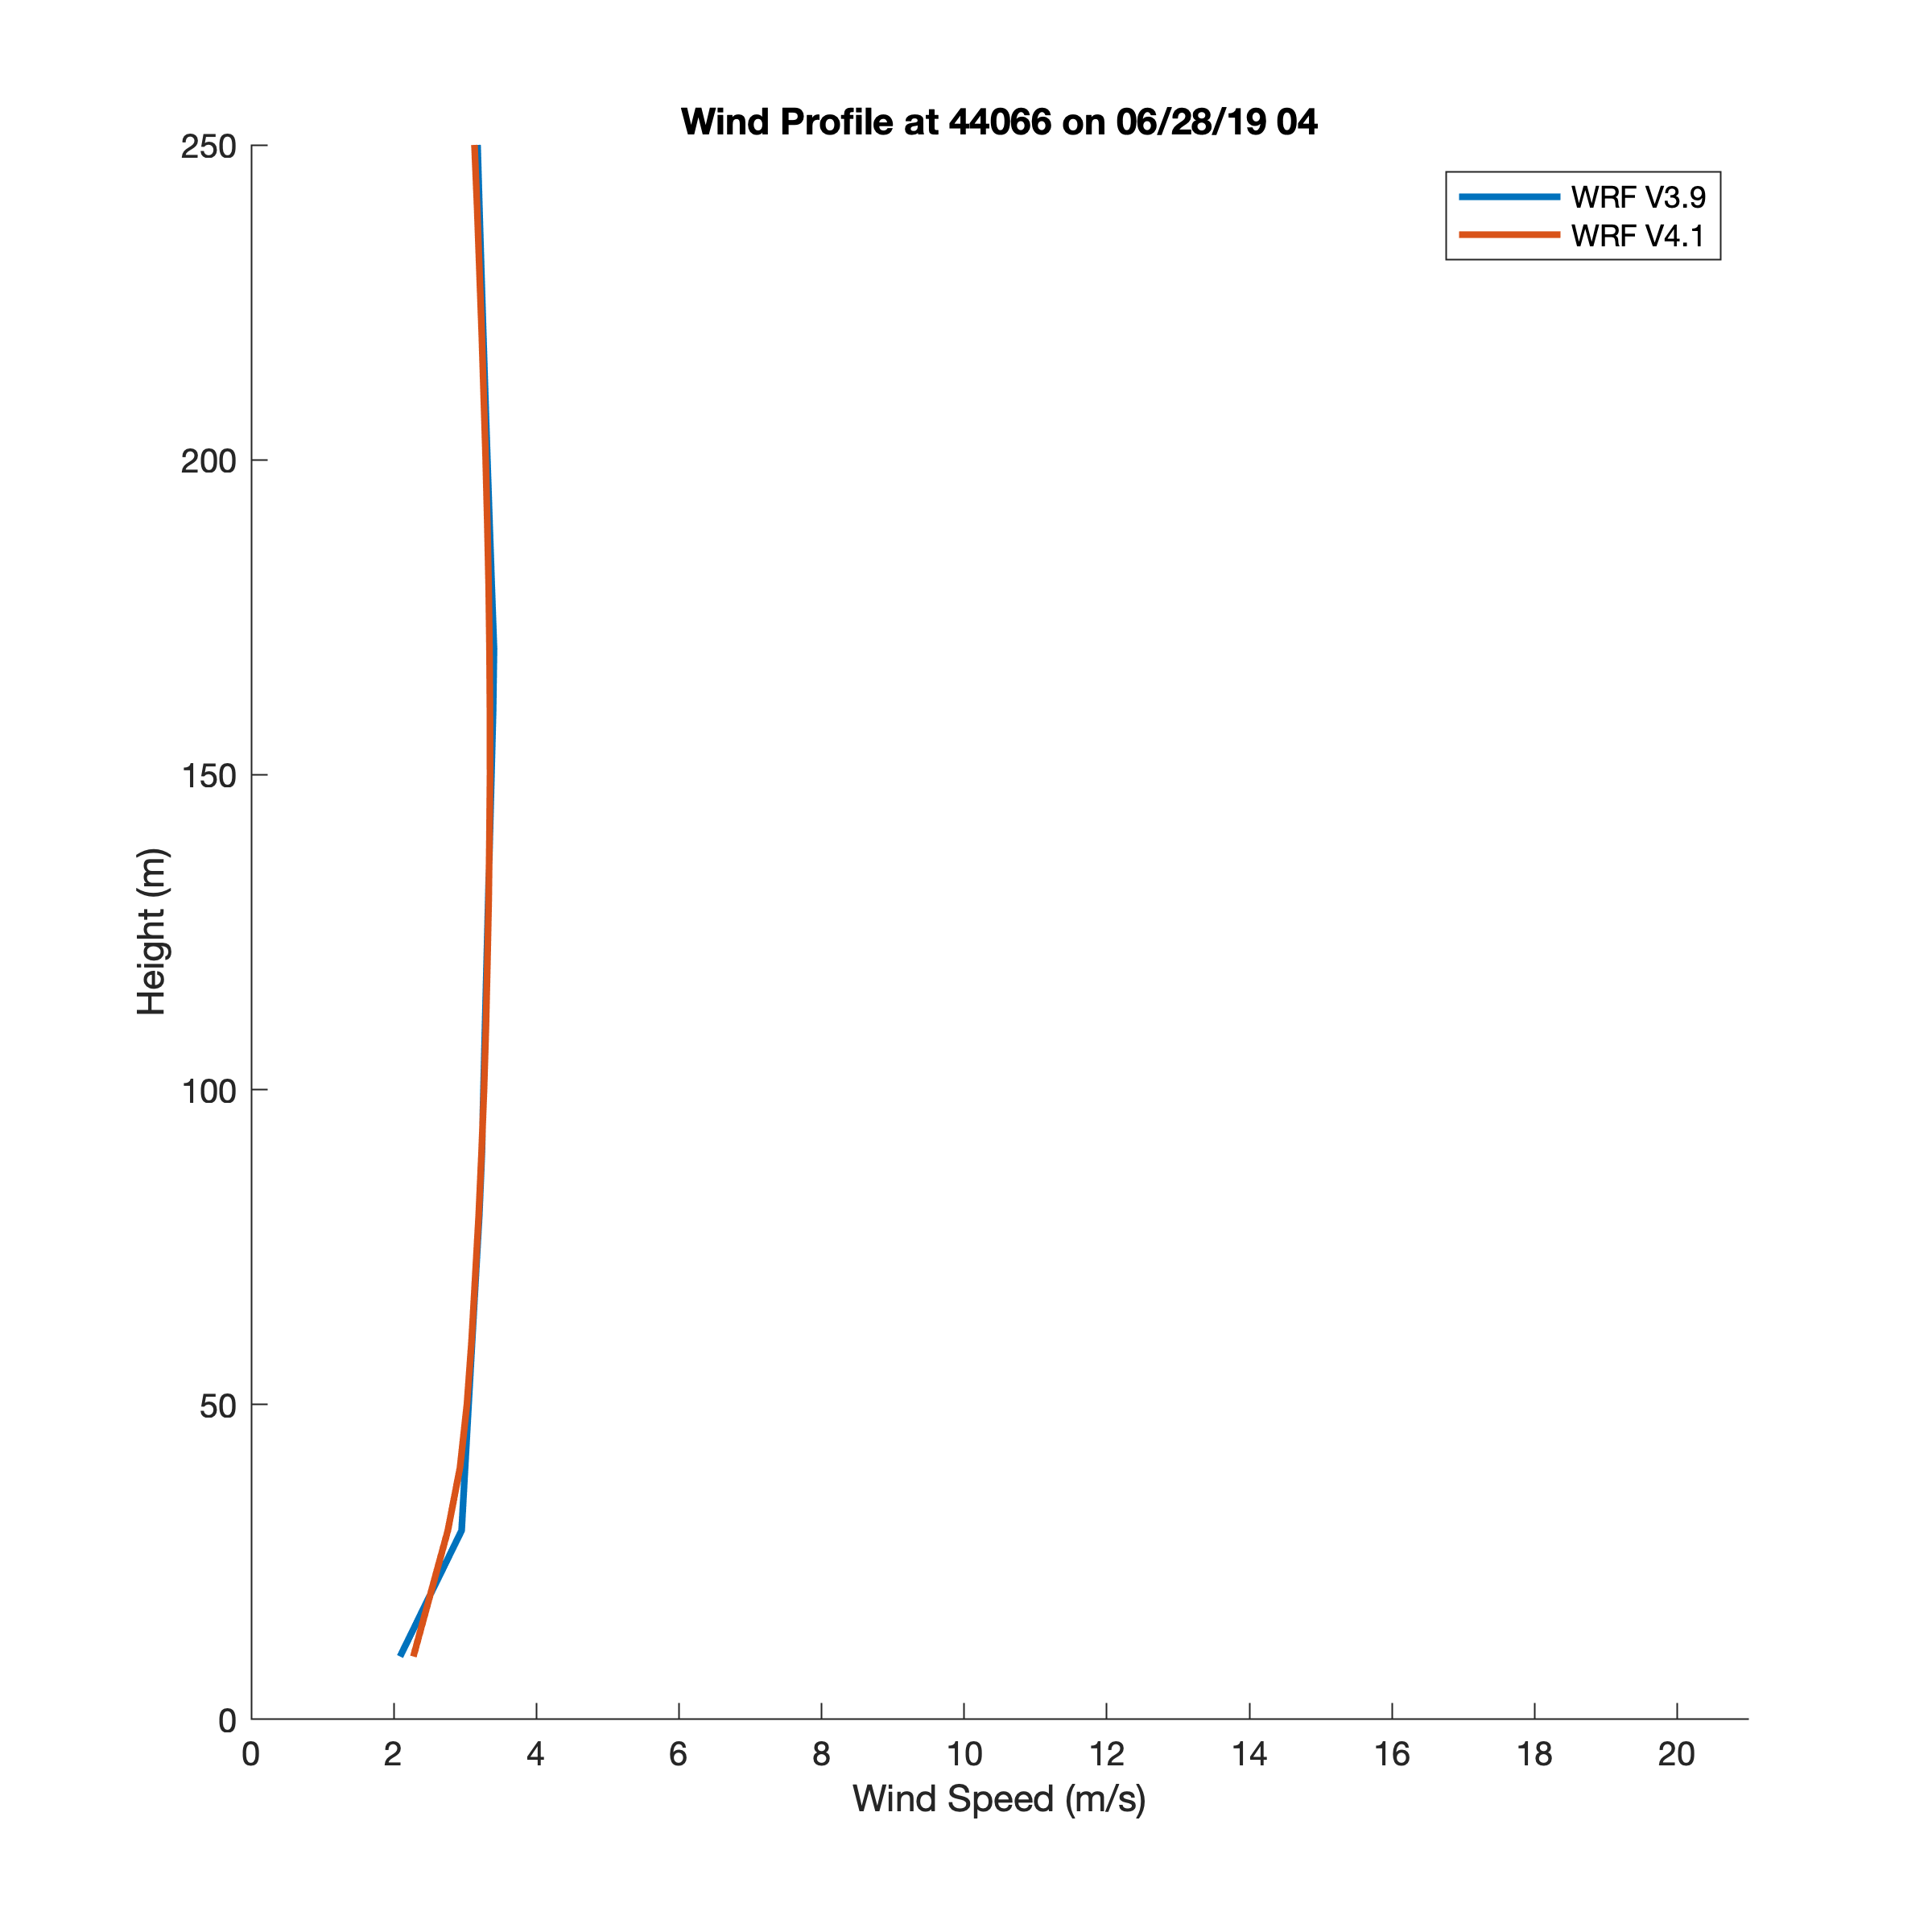 Wind Profile at 44066 on 06/28/19 04
WRF V3.9
WRF V4.1
250
200
150
100
50
0
Height (m)
0 2 4 6 8 10 12 14 16 18 20
Wind Speed (m/s)